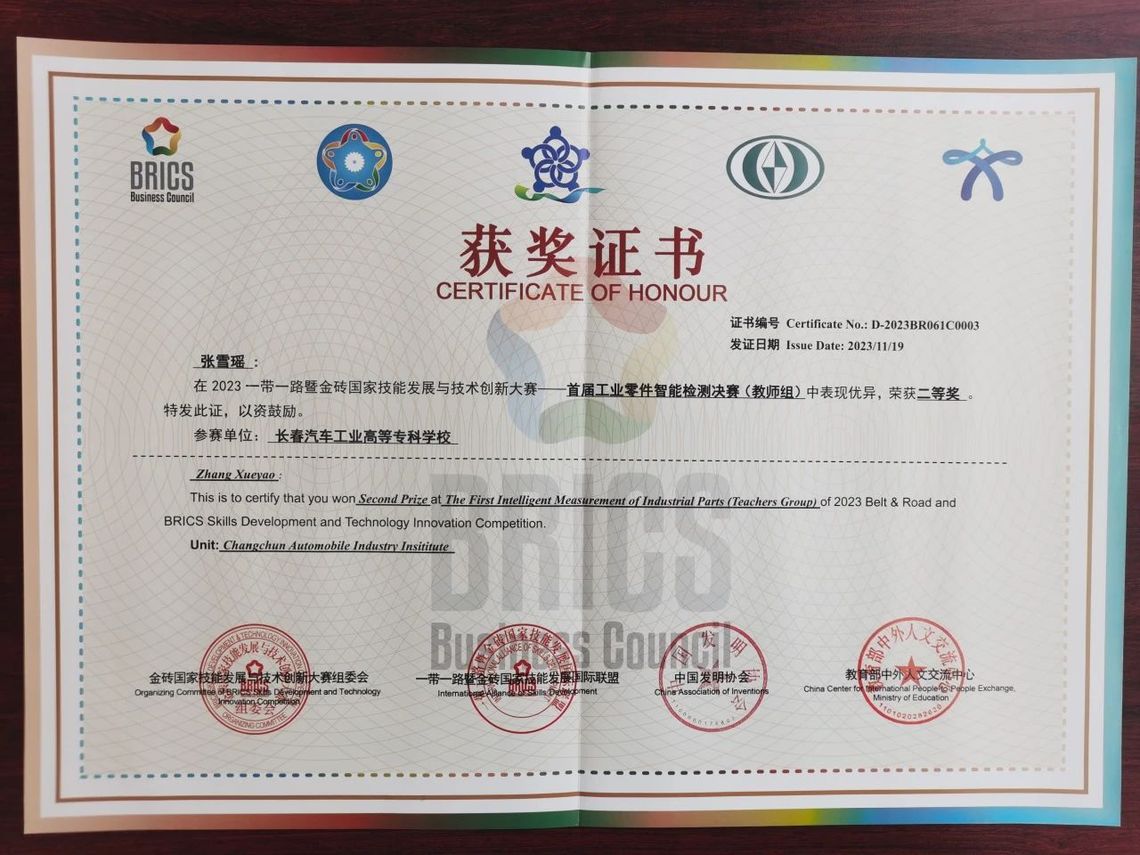 BRICS
Business Council
获奖证书
CERTIFICATE OF HONOUR
证书编号 Certificate No.: D-2023BR061C0003
发证日期 Issue Date: 2023/11/19
张雪瑶：
在 2023 一带一路暨金砖国家技能发展与技术创新大赛——首届工业零件智能检测决赛（教师组）中表现优异，荣获二等奖。
特发此证，以资鼓励。
参赛单位：长春汽车工业高等专科学校
Zhang Xueyao :
This is to certify that you won Second Prize at The First Intelligent Measurement of Industrial Parts (Teachers Group) of 2023 Belt & Road and
BRICS Skills Development and Technology Innovation Competition.
Unit: Changchun Automobile Industry Insititute
BRICS
Business Council
金砖国家技能发展与技术创新大赛组委会
Organizing Committee of BRICS Skills Development and Technology
Innovation Competition
一带一路暨金砖国家技能发展国际联盟
International Alliance of Skills Development
中国发明协会
China Association of Inventions
教育部中外人文交流中心
China Center for International People to People Exchange,
Ministry of Education